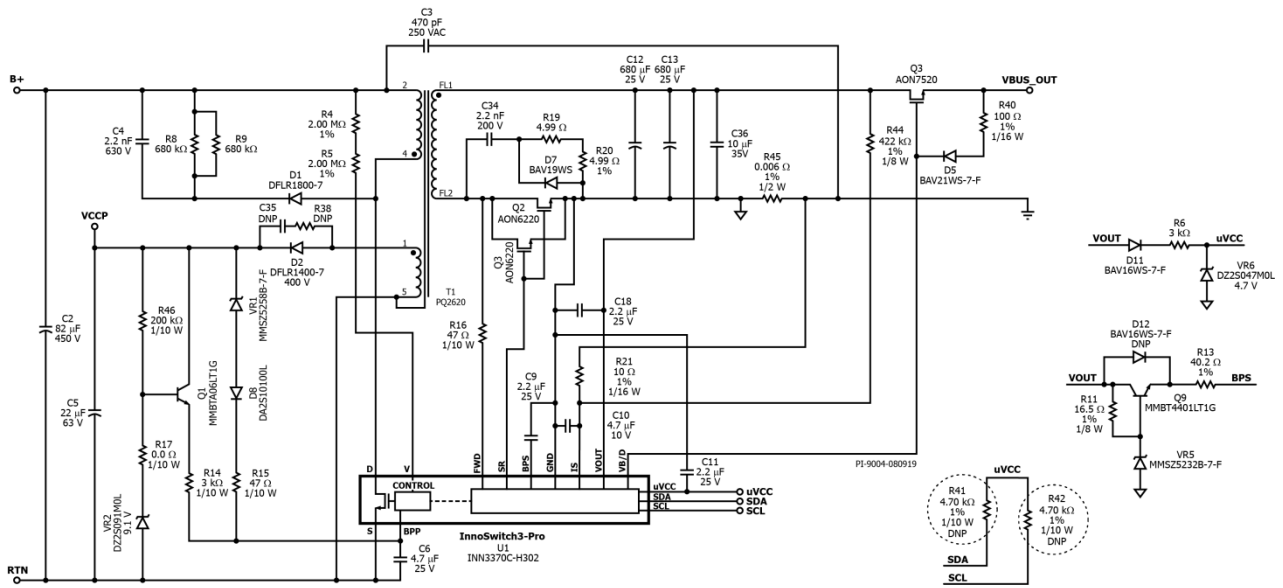 C3
470 pF
250 VAC
B+
2
FL1
C12
680 µF
25 V
C13
680 µF
25 V
Q3
AON7520
VBUS_OUT
C4
2.2 nF
630 V
R8
680 kΩ
R9
680 kΩ
R4
2.00 MΩ
1%
R5
2.00 MΩ
1%
4
C34
2.2 nF
200 V
R19
4.99 Ω
D7
BAV19WS
R20
4.99 Ω
1%
C36
10 µF
35V
R45
0.006 Ω
1%
1/2 W
R44
422 kΩ
1%
1/8 W
R40
100 Ω
1%
1/16 W
D5
BAV21WS-7-F
D1
DFLR1800-7
FL2
Q2
AON6220
Q3
AON6220
VCCP
C35
DNP
R38
DNP
D2
DFLR1400-7
400 V
1
5
T1
PQ2620
VOUT
D11
BAV16WS-7-F
R6
3 kΩ
uVCC
VR6
DZ2S047M0L
4.7 V
C2
82 µF
450 V
C5
22 µF
63 V
R46
200 kΩ
1/10 W
Q1
MMBTA06LT1G
VR1
MMSZ5258B-7-F
D8
DA2S10100L
R17
0.0 Ω
1/10 W
R14
3 kΩ
1/10 W
R15
47 Ω
1/10 W
VR2
DZ2S091M0L
9.1 V
R16
47 Ω
1/10 W
C18
2.2 µF
25 V
C9
2.2 µF
25 V
R21
10 Ω
1%
1/16 W
C10
4.7 µF
10 V
C11
2.2 µF
25 V
PI-9004-080919
D12
BAV16WS-7-F
DNP
VOUT
R13
40.2 Ω
1%
BPS
R11
16.5 Ω
1%
1/8 W
Q9
MMBT4401LT1G
VR5
MMSZ5232B-7-F
D
V
FWD
SR
BPS
GND
IS
VOUT
VB/D
CONTROL
uVCC
SDA
SCL
uVCC
SDA
SCL
S
BPP
InnoSwitch3-Pro
U1
INN3370C-H302
C6
4.7 µF
25 V
RTN
uVCC
R41
4.70 kΩ
1%
1/10 W
DNP
R42
4.70 kΩ
1%
1/10 W
DNP
SDA
SCL